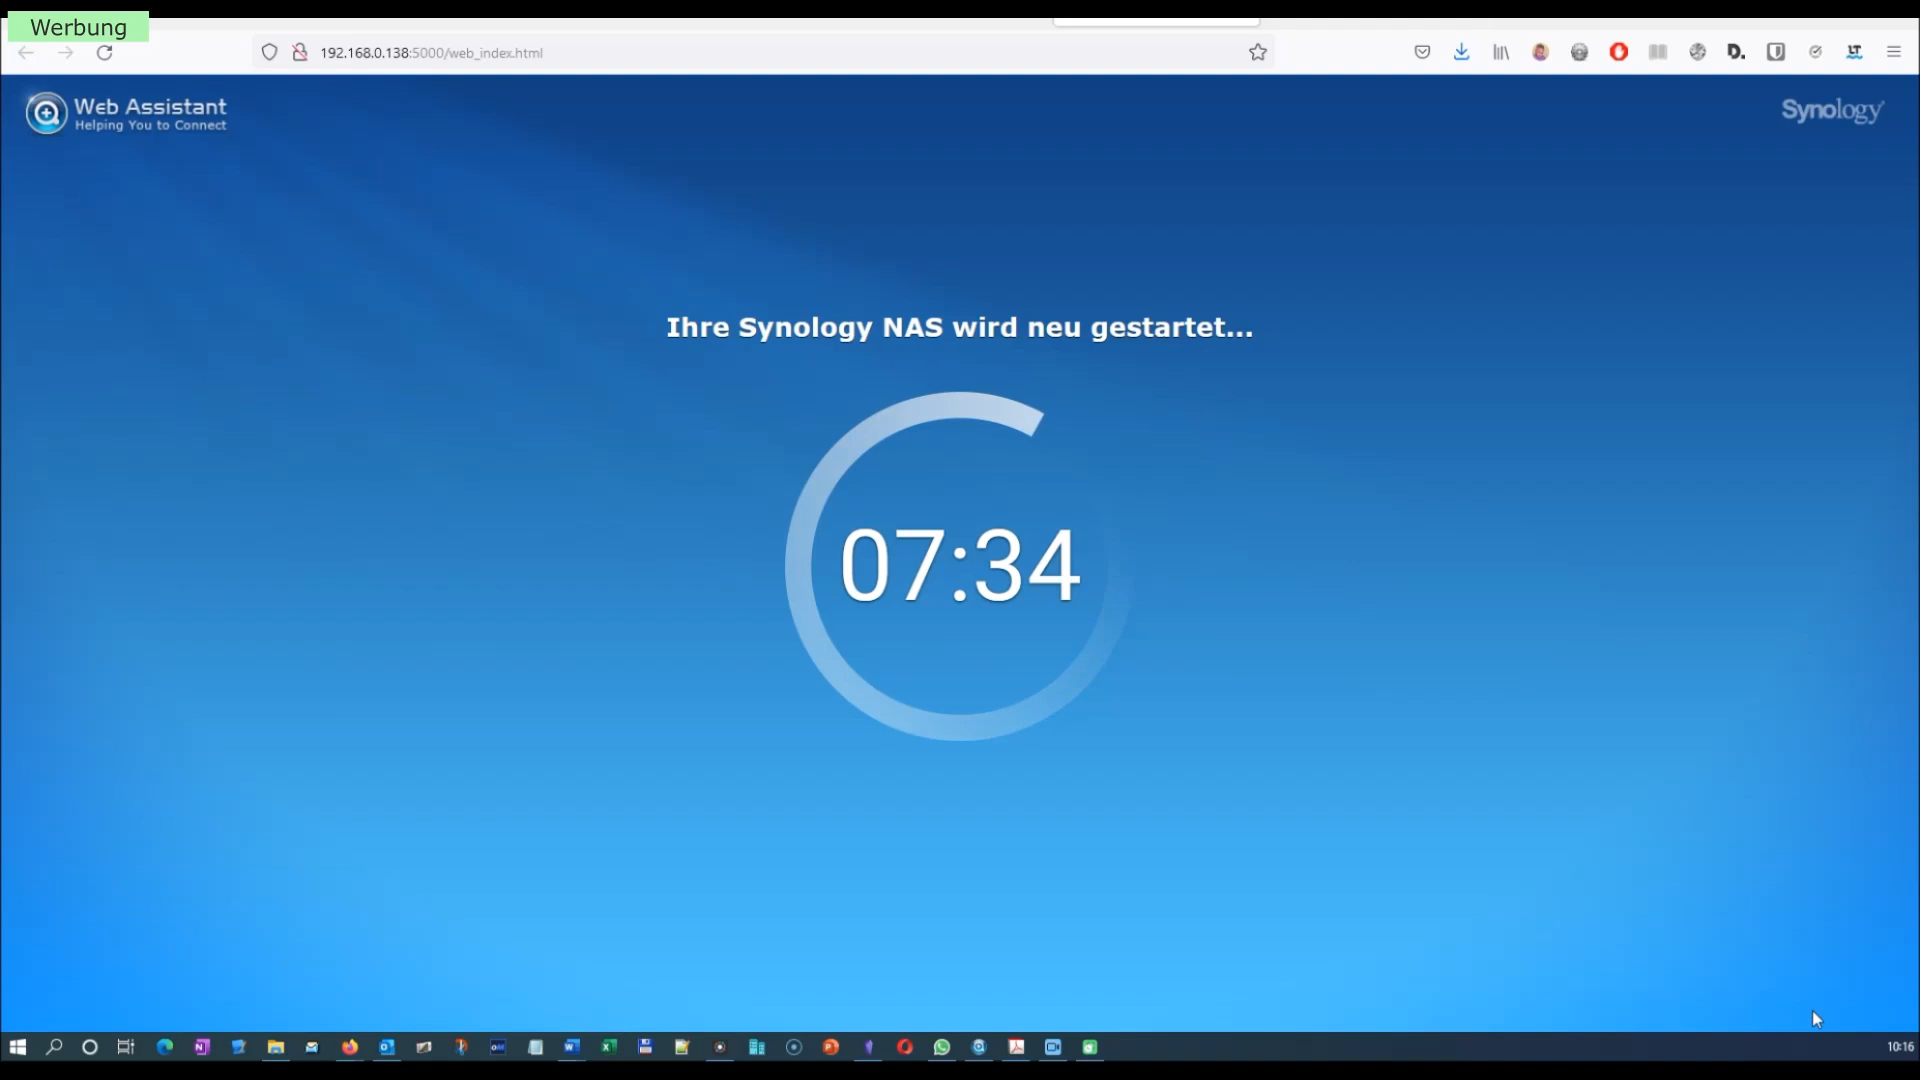 Werbung
192.168.0.138:5000/web_index.html
D.
LT
Web Assistant
Helping You to Connect
Synology
Ihre Synology NAS wird neu gestartet...
07:34
10:16